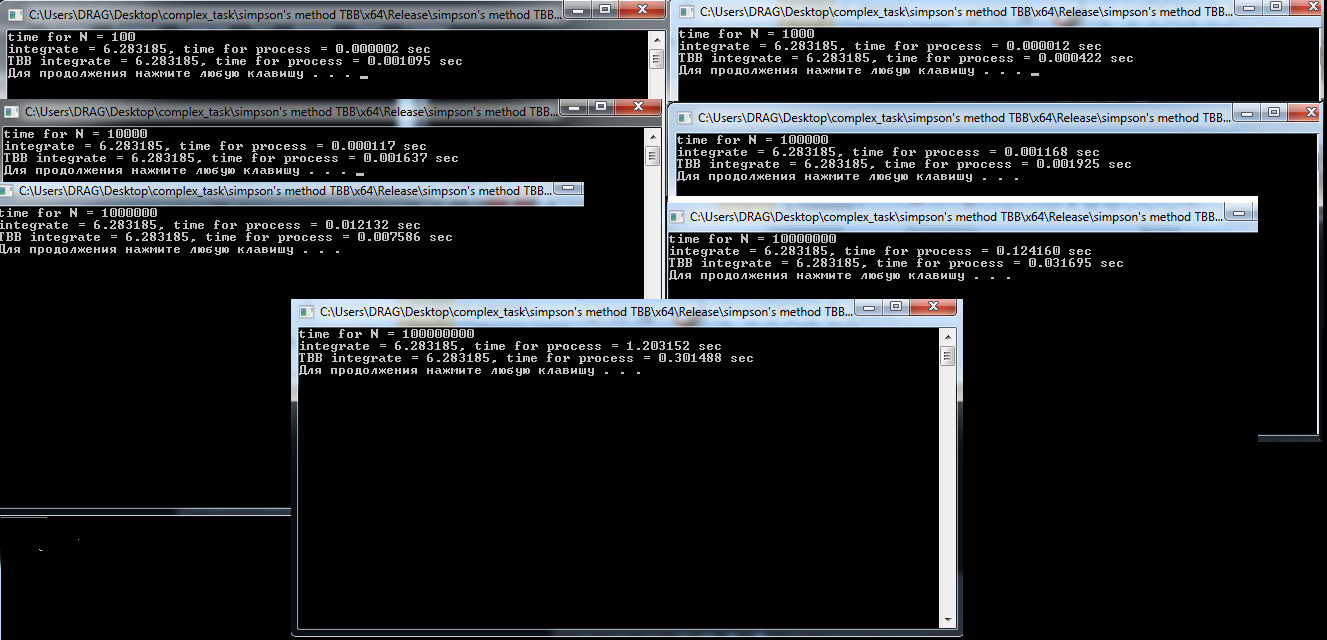 C:\Users\DRAG\Desktop\complex_task\simpson's method TBB\x64\Release\simpson's method TBB...
time for N = 100
integrate = 6.283185, time for process = 0.000002 sec
TBB integrate = 6.283185, time for process = 0.001095 sec
Для продолжения нажмите любую клавишу . . .
C:\Users\DRAG\Desktop\complex_task\simpson's method TBB\x64\Release\simpson's method TBB...
time for N = 1000
integrate = 6.283185, time for process = 0.000012 sec
TBB integrate = 6.283185, time for process = 0.000422 sec
Для продолжения нажмите любую клавишу . . .
C:\Users\DRAG\Desktop\complex_task\simpson's method TBB\x64\Release\simpson's method TBB...
time for N = 10000
integrate = 6.283185, time for process = 0.000117 sec
TBB integrate = 6.283185, time for process = 0.001637 sec
Для продолжения нажмите любую клавишу . . .
C:\Users\DRAG\Desktop\complex_task\simpson's method TBB\x64\Release\simpson's method TBB...
time for N = 100000
integrate = 6.283185, time for process = 0.001168 sec
TBB integrate = 6.283185, time for process = 0.001925 sec
Для продолжения нажмите любую клавишу . . .
C:\Users\DRAG\Desktop\complex_task\simpson's method TBB\x64\Release\simpson's method TBB...
time for N = 1000000
integrate = 6.283185, time for process = 0.012132 sec
TBB integrate = 6.283185, time for process = 0.007586 sec
Для продолжения нажмите любую клавишу . . .
C:\Users\DRAG\Desktop\complex_task\simpson's method TBB\x64\Release\simpson's method TBB...
time for N = 10000000
integrate = 6.283185, time for process = 0.124160 sec
TBB integrate = 6.283185, time for process = 0.031695 sec
Для продолжения нажмите любую клавишу . . .
C:\Users\DRAG\Desktop\complex_task\simpson's method TBB\x64\Release\simpson's method TBB...
time for N = 100000000
integrate = 6.283185, time for process = 1.203152 sec
TBB integrate = 6.283185, time for process = 0.301488 sec
Для продолжения нажмите любую клавишу . . .